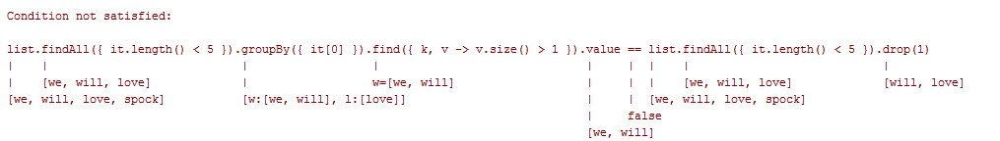 Condition not satisfied:
list.findAll({ it.length() < 5 }).groupBy({ it[0] }).find({ k, v -> v.size() > 1 }).value == list.findAll({ it.length() < 5 }).drop(1)
|    |                             |                   |                                |     |  |    |                             |
|    [we, will, love]              |                   w=[we, will]                     |     |  |    [we, will, love]              [will, love]
[we, will, love, spock]            [w:[we, will], l:[love]]                             |     |  [we, will, love, spock]
|     false
[we, will]